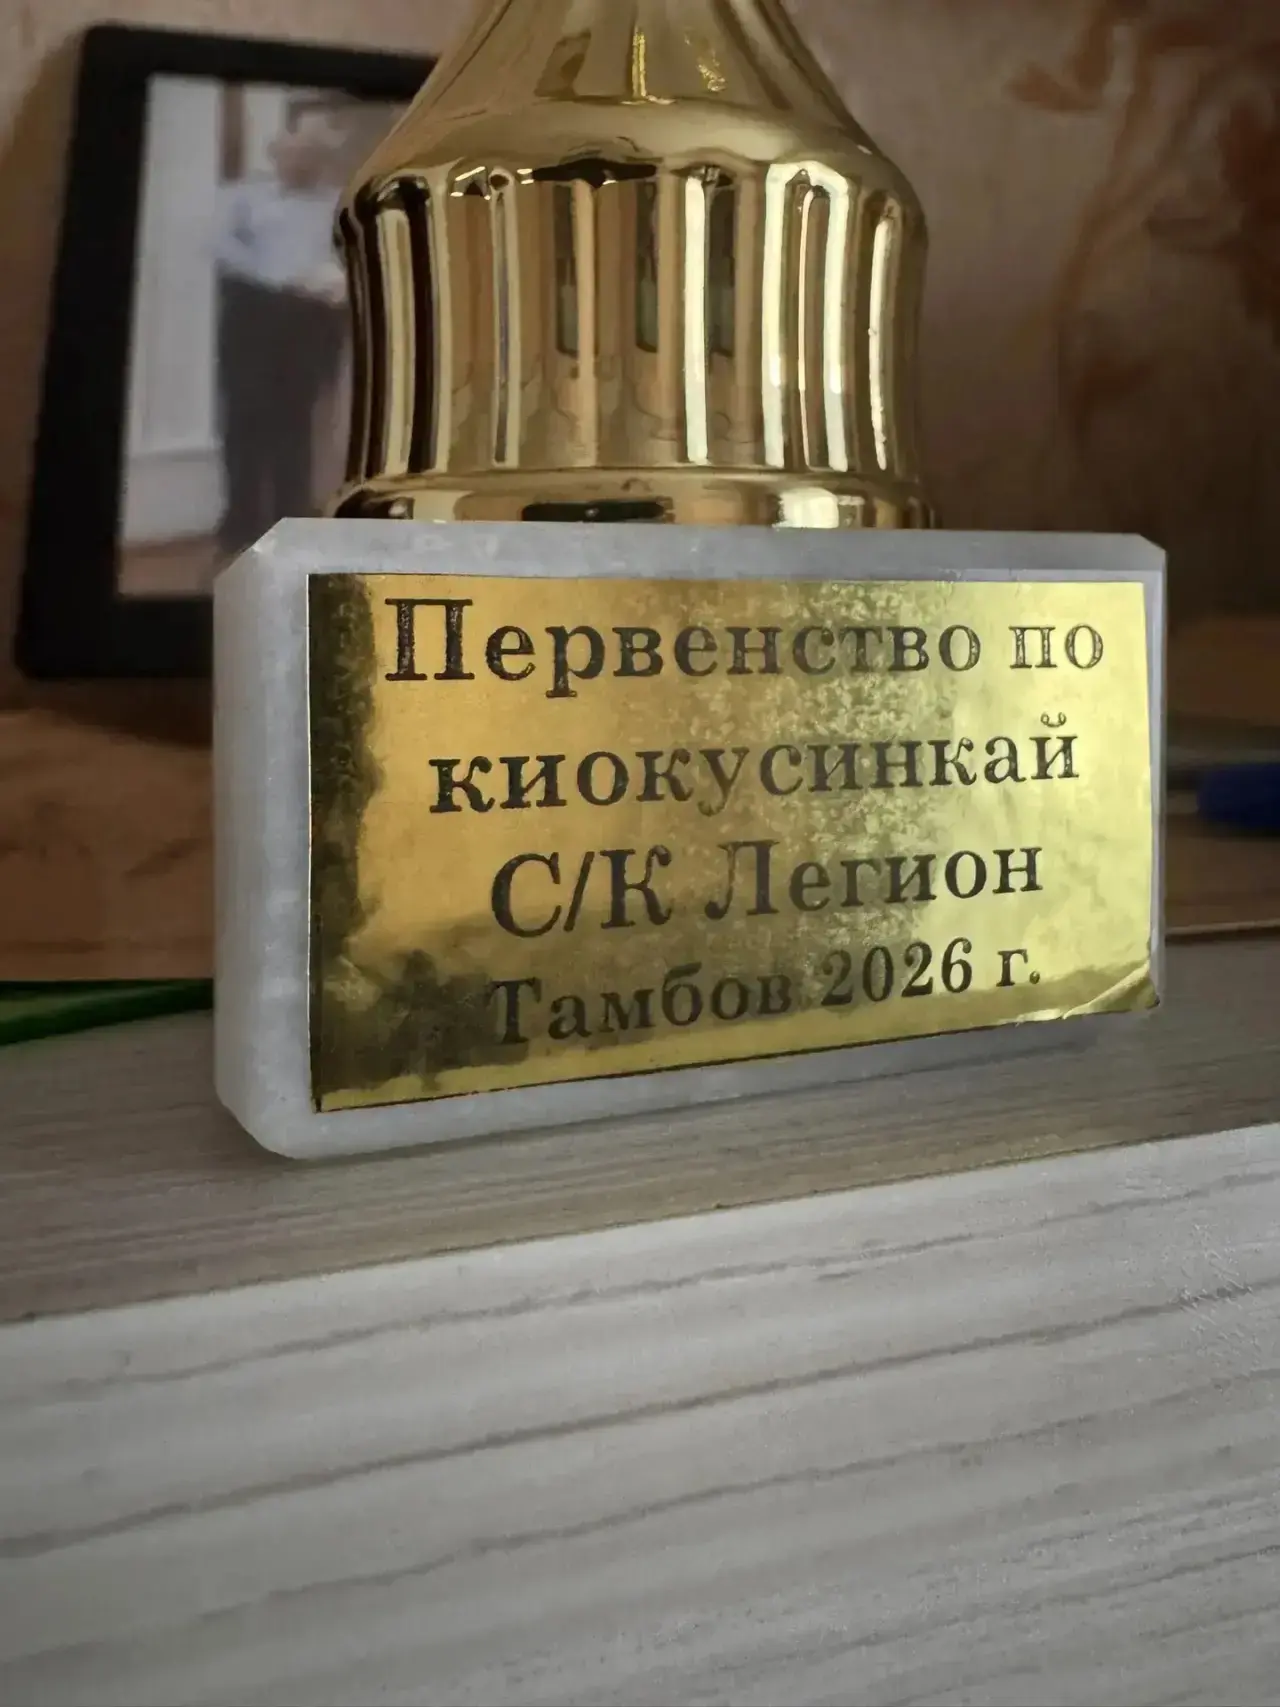 Первенство по
киокусинкай
С/К Легион
Тамбов 2026 г.